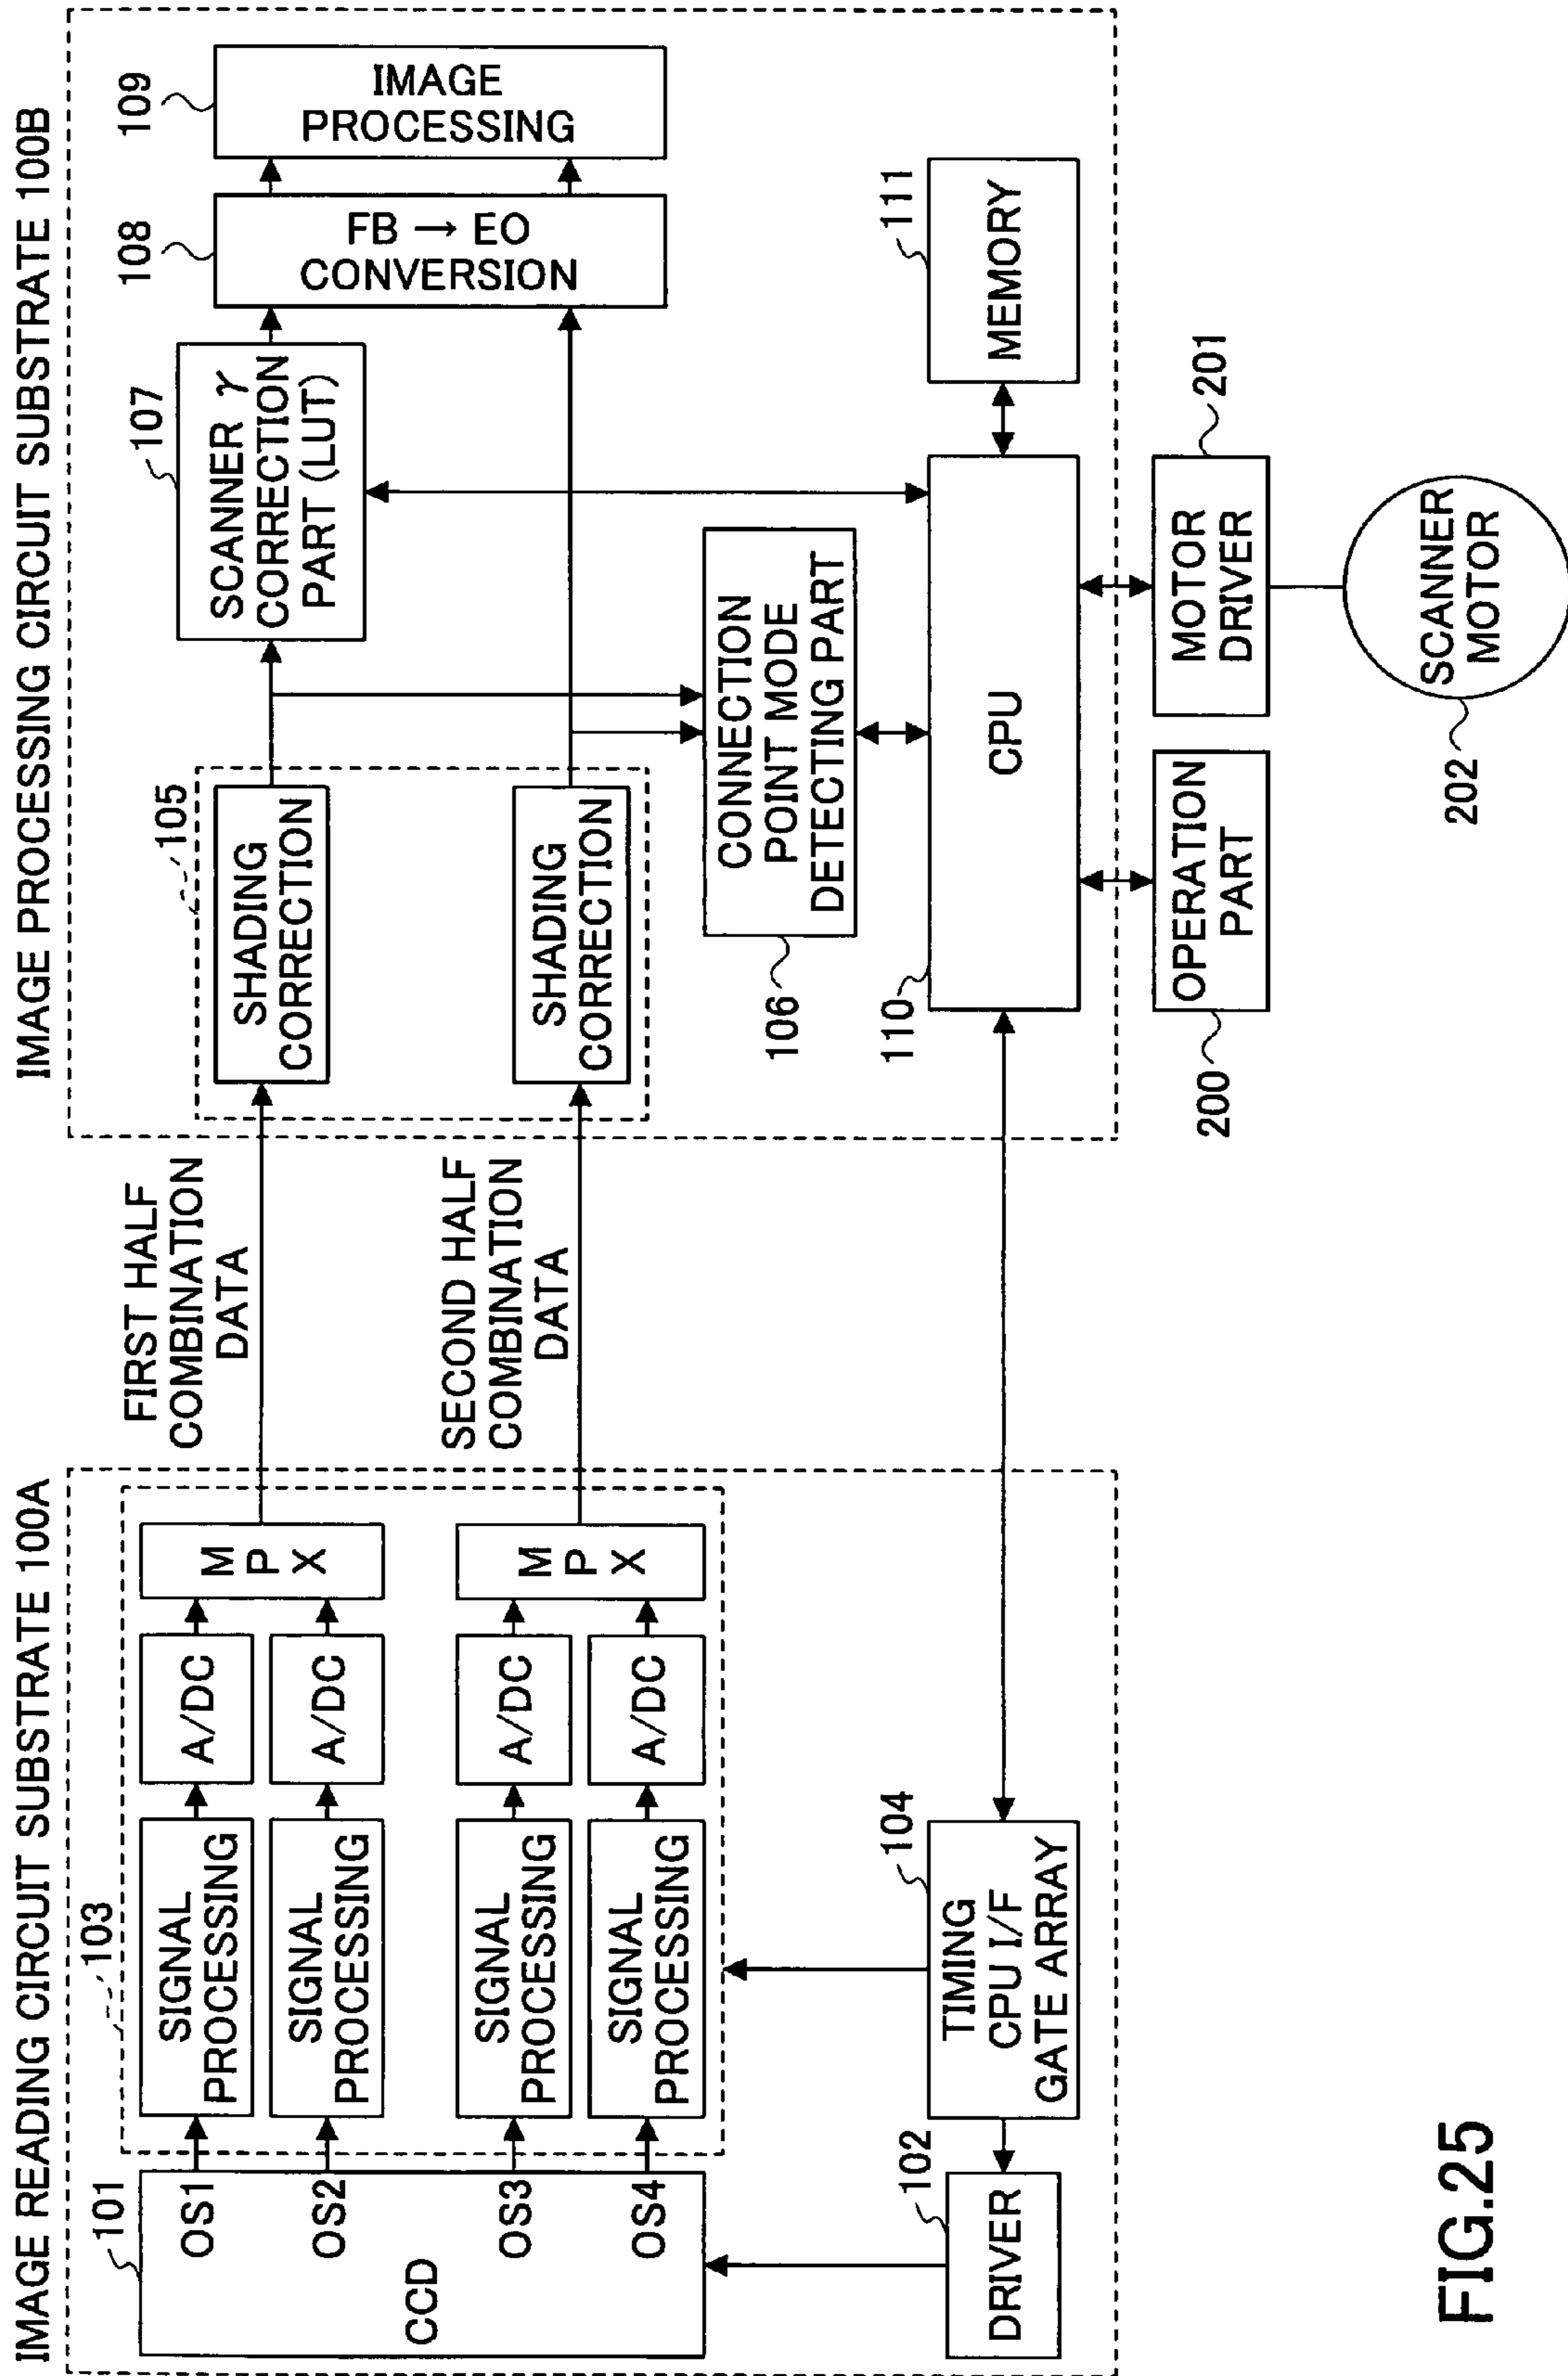 IMAGE READING CIRCUIT SUBSTRATE 100A
101
CCD
OS1
OS2
OS3
OS4
103
SIGNAL
PROCESSING
A/DC
SIGNAL
PROCESSING
A/DC
M
P
X
SIGNAL
PROCESSING
A/DC
SIGNAL
PROCESSING
A/DC
M
P
X
102
DRIVER
104
TIMING
CPU I/F
GATE ARRAY
FIRST HALF
COMBINATION
DATA
SECOND HALF
COMBINATION
DATA
IMAGE PROCESSING CIRCUIT SUBSTRATE 100B
105
SHADING
CORRECTION
SHADING
CORRECTION
107
SCANNER γ
CORRECTION
PART (LUT)
108
FB → EO
CONVERSION
109
IMAGE
PROCESSING
106
CONNECTION
POINT MODE
DETECTING PART
110
CPU
111
MEMORY
200
OPERATION
PART
201
MOTOR
DRIVER
202
SCANNER
MOTOR
FIG.25